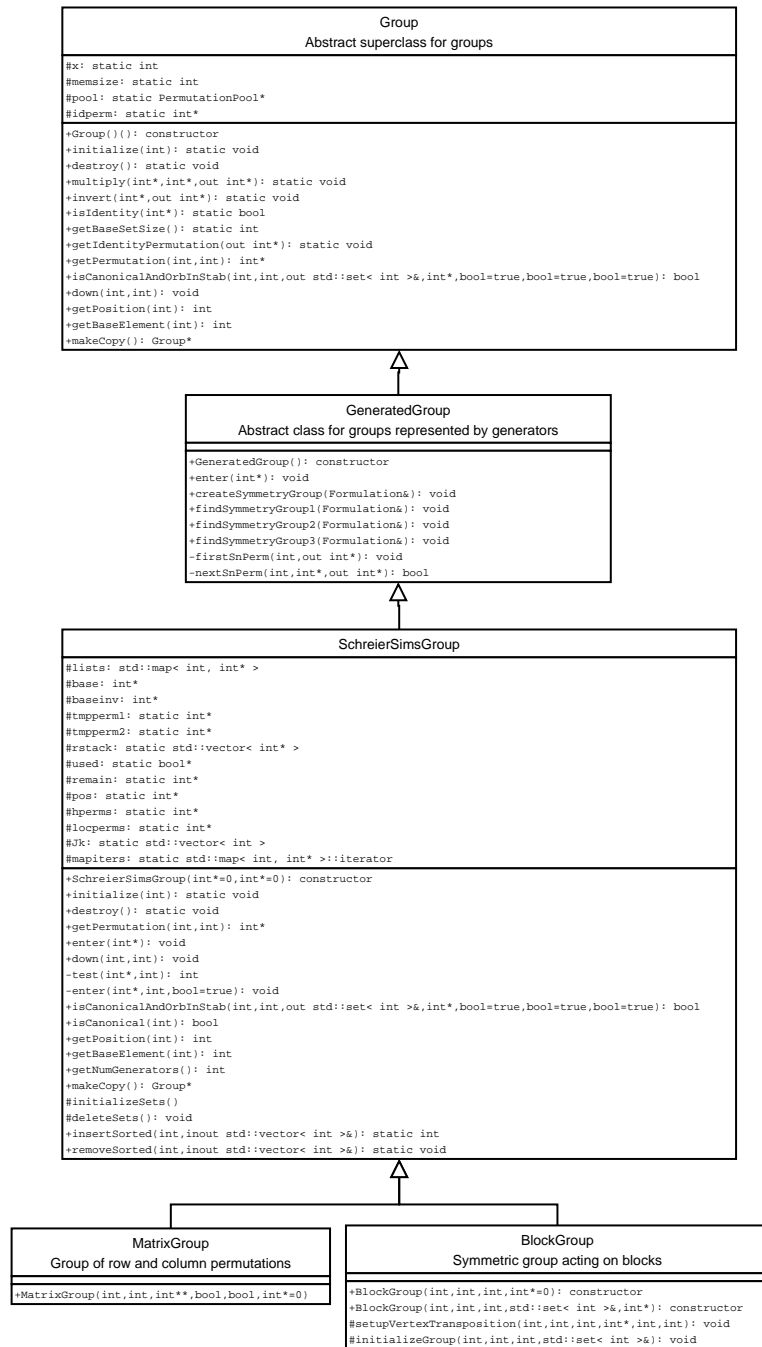 Group
Abstract superclass for groups
#x: static int
#memsize: static int
#pool: static PermutationPool*
#idperm: static int*
+Group()(): constructor
+initialize(int): static void
+destroy(): static void
+multiply(int*,int*,out int*): static void
+invert(int*,out int*): static void
+isIdentity(int*): static bool
+getBaseSetSize(): static int
+getIdentityPermutation(out int*): static void
+getPermutation(int,int): int*
+isCanonicalAndOrbInStab(int,int,out std::set< int >&,int*,bool=true,bool=true,bool=true): bool
+down(int,int): void
+getPosition(int): int
+getBaseElement(int): int
+makeCopy(): Group*
GeneratedGroup
Abstract class for groups represented by generators
+GeneratedGroup(): constructor
+enter(int*): void
+createSymmetryGroup(Formulation&): void
+findSymmetryGroup1(Formulation&): void
+findSymmetryGroup2(Formulation&): void
+findSymmetryGroup3(Formulation&): void
-firstSnPerm(int,out int*): void
-nextSnPerm(int,int*,out int*): bool
SchreierSimsGroup
#lists: std::map< int, int* >
#base: int*
#baseinv: int*
#tmpperm1: static int*
#tmpperm2: static int*
#rstack: static std::vector< int* >
#used: static bool*
#remain: static int*
#pos: static int*
#hperms: static int*
#locperms: static int*
#Jk: static std::vector< int >
#mapiters: static std::map< int, int* >::iterator
+SchreierSimsGroup(int*=0,int*=0): constructor
+initialize(int): static void
+destroy(): static void
+getPermutation(int,int): int*
+enter(int*): void
+down(int,int): void
-test(int*,int): int
-enter(int*,int,bool=true): void
+isCanonicalAndOrbInStab(int,int,out std::set< int >&,int*,bool=true,bool=true,bool=true): bool
+isCanonical(int): bool
+getPosition(int): int
+getBaseElement(int): int
+getNumGenerators(): int
+makeCopy(): Group*
#initializeSets()
#deleteSets(): void
+insertSorted(int,inout std::vector< int >&): static int
+removeSorted(int,inout std::vector< int >&): static void
MatrixGroup
Group of row and column permutations
+MatrixGroup(int,int,int**,bool,bool,int*=0)
BlockGroup
Symmetric group acting on blocks
+BlockGroup(int,int,int,int*=0): constructor
+BlockGroup(int,int,int,std::set< int >&,int*): constructor
#setupVertexTransposition(int,int,int,int*,int,int): void
#initializeGroup(int,int,int,std::set< int >&): void